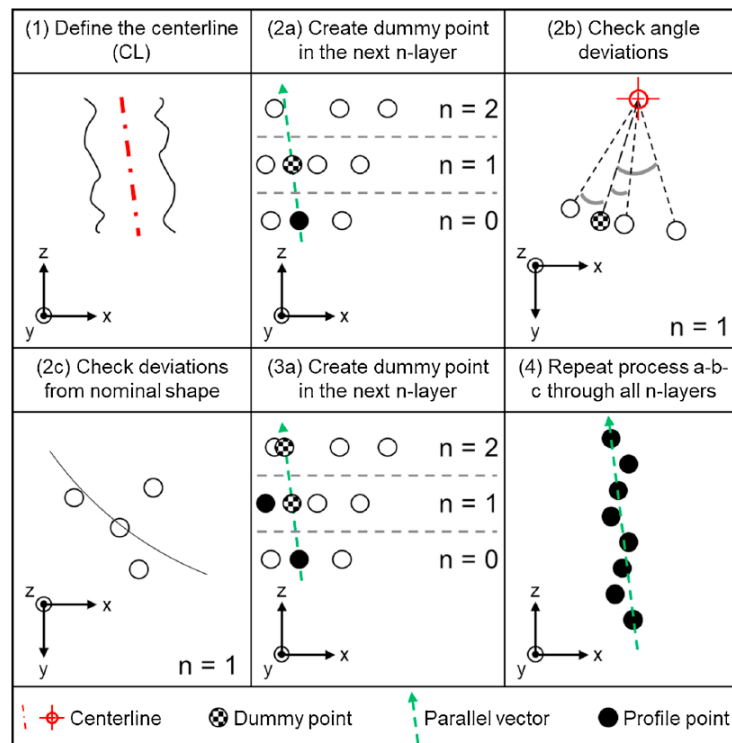 (1) Define the centerline
(CL)
(2a) Create dummy point
in the next n-layer
(2b) Check angle
deviations
n = 2
n = 1
n = 0
z
x
y
z
x
y
z
x
y
n = 1
(2c) Check deviations
from nominal shape
(3a) Create dummy point
in the next n-layer
(4) Repeat process a-b-
c through all n-layers
n = 2
n = 1
n = 0
z
x
y
n = 1
z
x
y
z
x
y
Centerline
Dummy point
Parallel vector
Profile point